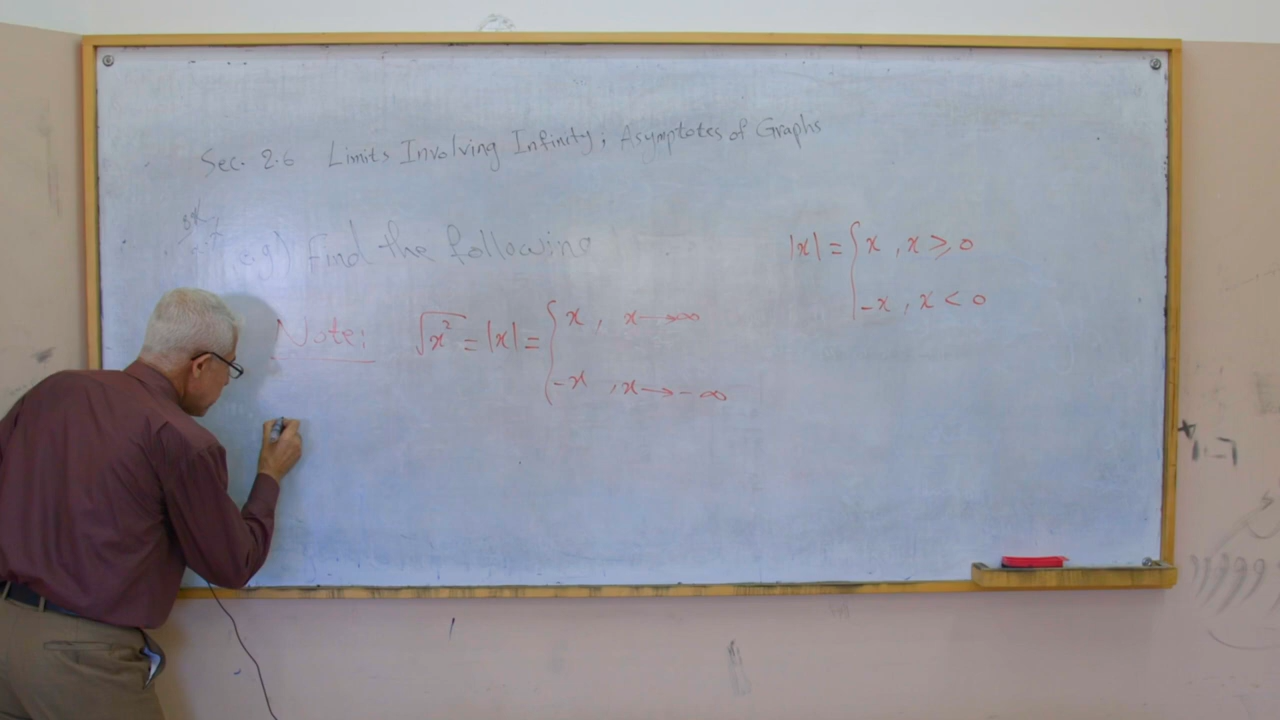 Sec. 2.6 Limits Involving Infinity; Asymptotes of Graphs
e.g) Find the following
|x| = { x , x ≥ 0
-x , x < 0
Note: √x² = |x| = { x , x → ∞
-x , x → -∞